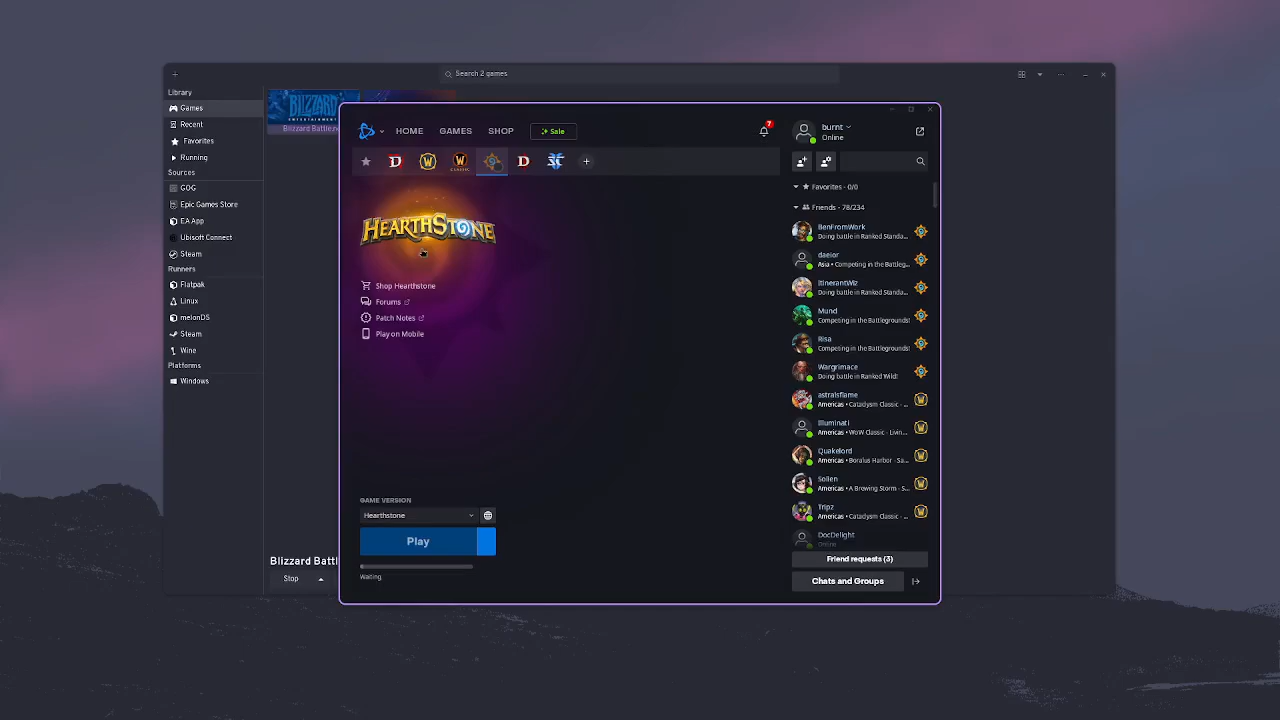 Search 2 games
Library
Games
Recent
Favorites
Running
Sources
GOG
Epic Games Store
EA App
Ubisoft Connect
Steam
Runners
Flatpak
Linux
melonDS
Steam
Wine
Platforms
Windows
BLIZZARD
ENTERTAINMENT
Blizzard Battle.n
Blizzard Battl
Stop
HOME
GAMES
SHOP
Sale
7
burnt
Online
CLASSIC
HEARTHSTONE
Shop Hearthstone
Forums
Patch Notes
Play on Mobile
GAME VERSION
Hearthstone
Play
Waiting
Favorites - 0/0
Friends - 78/234
BenFromWork
Doing battle in Ranked Standa...
daeior
Asia • Competing in the Battleg...
ItinerantWiz
Doing battle in Ranked Standa...
Mund
Competing in the Battlegrounds!
Risa
Competing in the Battlegrounds!
Wargrimace
Doing battle in Ranked Wild!
astralsflame
Americas • Cataclysm Classic - ...
Illuminati
Americas • WoW Classic - Livin...
Quakelord
Americas • Boralus Harbor - Sa...
Solien
Americas • A Brewing Storm - S...
Tripz
Americas • Cataclysm Classic - ...
DocDelight
Online
Friend requests (3)
Chats and Groups